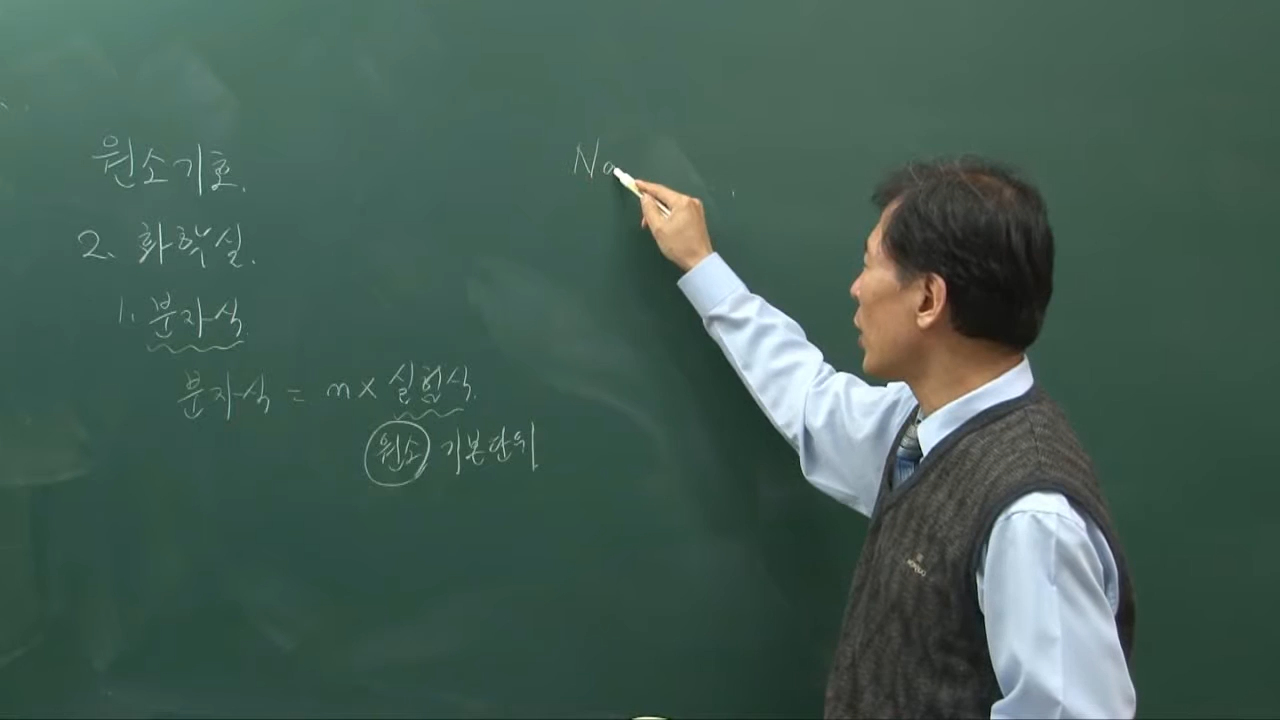 원소기호.
2. 화학실.
1. 분자식.
분자식 = m × 실험식.
원소 기본단위
Na